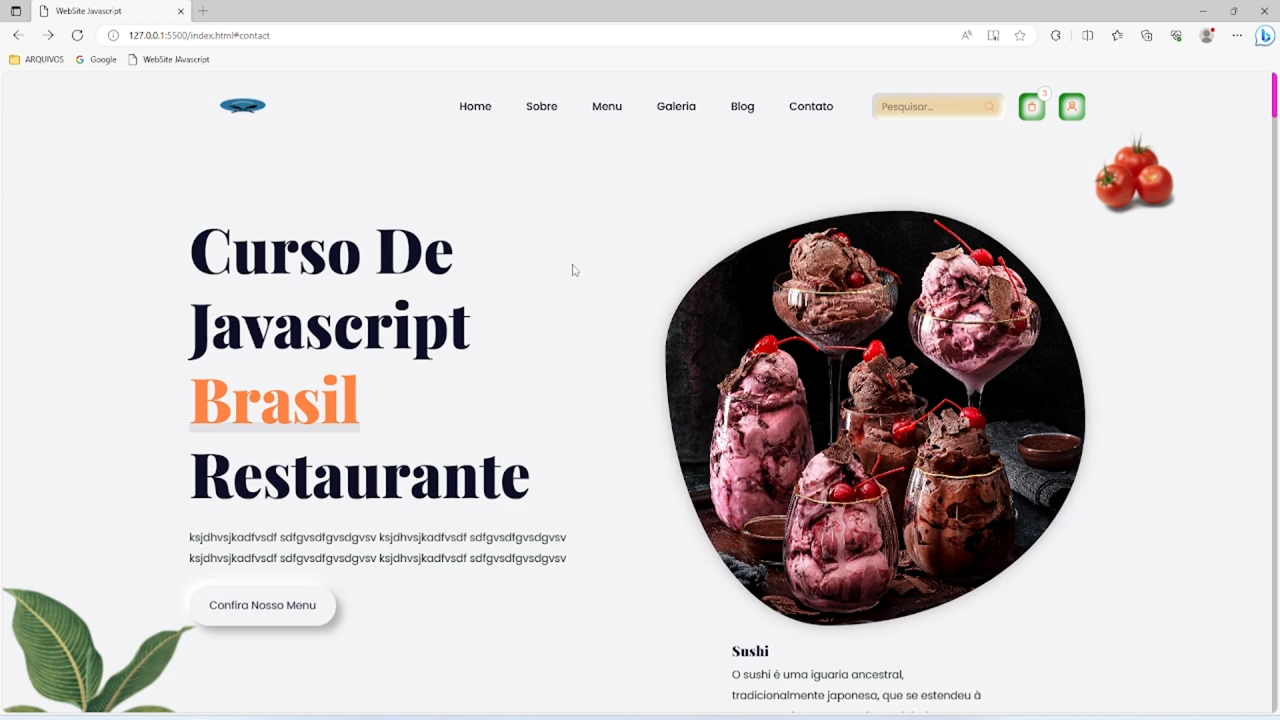 WebSite Javascript
127.0.0.1:5500/index.html#contact
ARQUIVOS
Google
WebSite JAvascript
Home
Sobre
Menu
Galeria
Blog
Contato
Pesquisar...
3
Curso De
Javascript
Brasil
Restaurante
ksjdhvsjkadfvsdf sdfgvsdfgvsdgvsv ksjdhvsjkadfvsdf sdfgvsdfgvsdgvsv
ksjdhvsjkadfvsdf sdfgvsdfgvsdgvsv ksjdhvsjkadfvsdf sdfgvsdfgvsdgvsv
Confira Nosso Menu
Sushi
O sushi é uma iguaria ancestral,
tradicionalmente japonesa, que se estendeu à